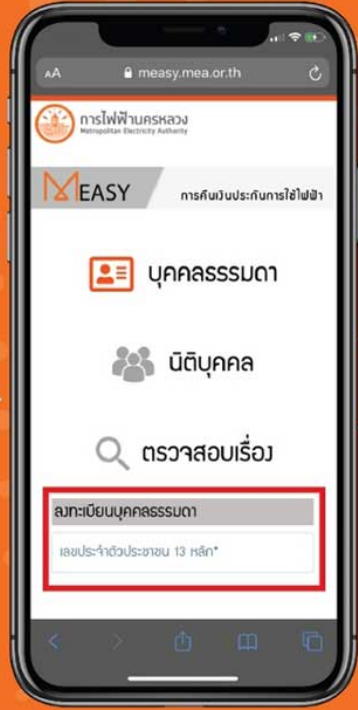 AA
measy.mea.or.th
การไฟฟ้านครหลวง
Metropolitan Electricity Authority
MEASY
การคืนเงินประกันการใช้ไฟฟ้า
บุคคลธรรมดา
นิติบุคคล
ตรวจสอบเรื่อง
ลงทะเบียนบุคคลธรรมดา
เลขประจำตัวประชาชน 13 หลัก*